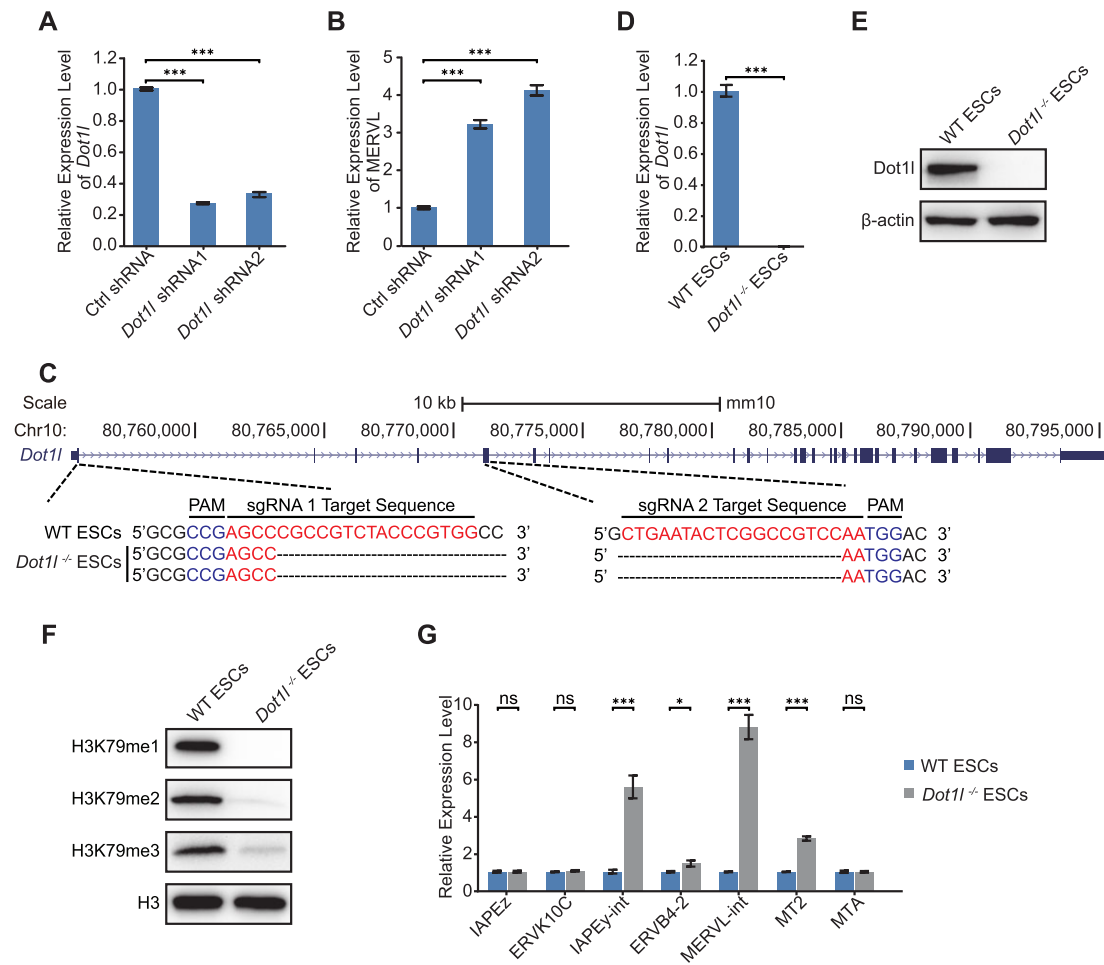 A
Relative Expression Level
of Dot1l
1.2
1.0
0.8
0.6
0.4
0.2
0.0
***
***
Ctrl shRNA
Dot1l shRNA1
Dot1l shRNA2
B
Relative Expression Level
of MERVL
5
4
3
2
1
0
***
***
Ctrl shRNA
Dot1l shRNA1
Dot1l shRNA2
D
Relative Expression Level
of Dot1l
1.2
1.0
0.8
0.6
0.4
0.2
0.0
***
WT ESCs
Dot1l -/- ESCs
E
WT ESCs
Dot1l -/- ESCs
Dot1l
β-actin
C
Scale 10 kb mm10
Chr10: 80,760,000 80,765,000 80,770,000 80,775,000 80,780,000 80,785,000 80,790,000 80,795,000
Dot1l
PAM sgRNA 1 Target Sequence sgRNA 2 Target Sequence PAM
WT ESCs 5'GCGCCGAGCCCGCCGTCTACCCGTGGCC 3' 5'GCTGAATACTCGGCCGTCCAATGGAC 3'
Dot1l -/- ESCs
5'GCGCCGAGCC 3' 5' AATGGAC 3'
5'GCGCCGAGCC 3' 5' AATGGAC 3'
F
WT ESCs
Dot1l -/- ESCs
H3K79me1
H3K79me2
H3K79me3
H3
G
Relative Expression Level
10
8
6
4
2
0
ns ns *** * *** *** ns
IAPEz
ERVK10C
IAPEy-int
ERVB4-2
MERVL-int
MT2
MTA
WT ESCs
Dot1l -/- ESCs